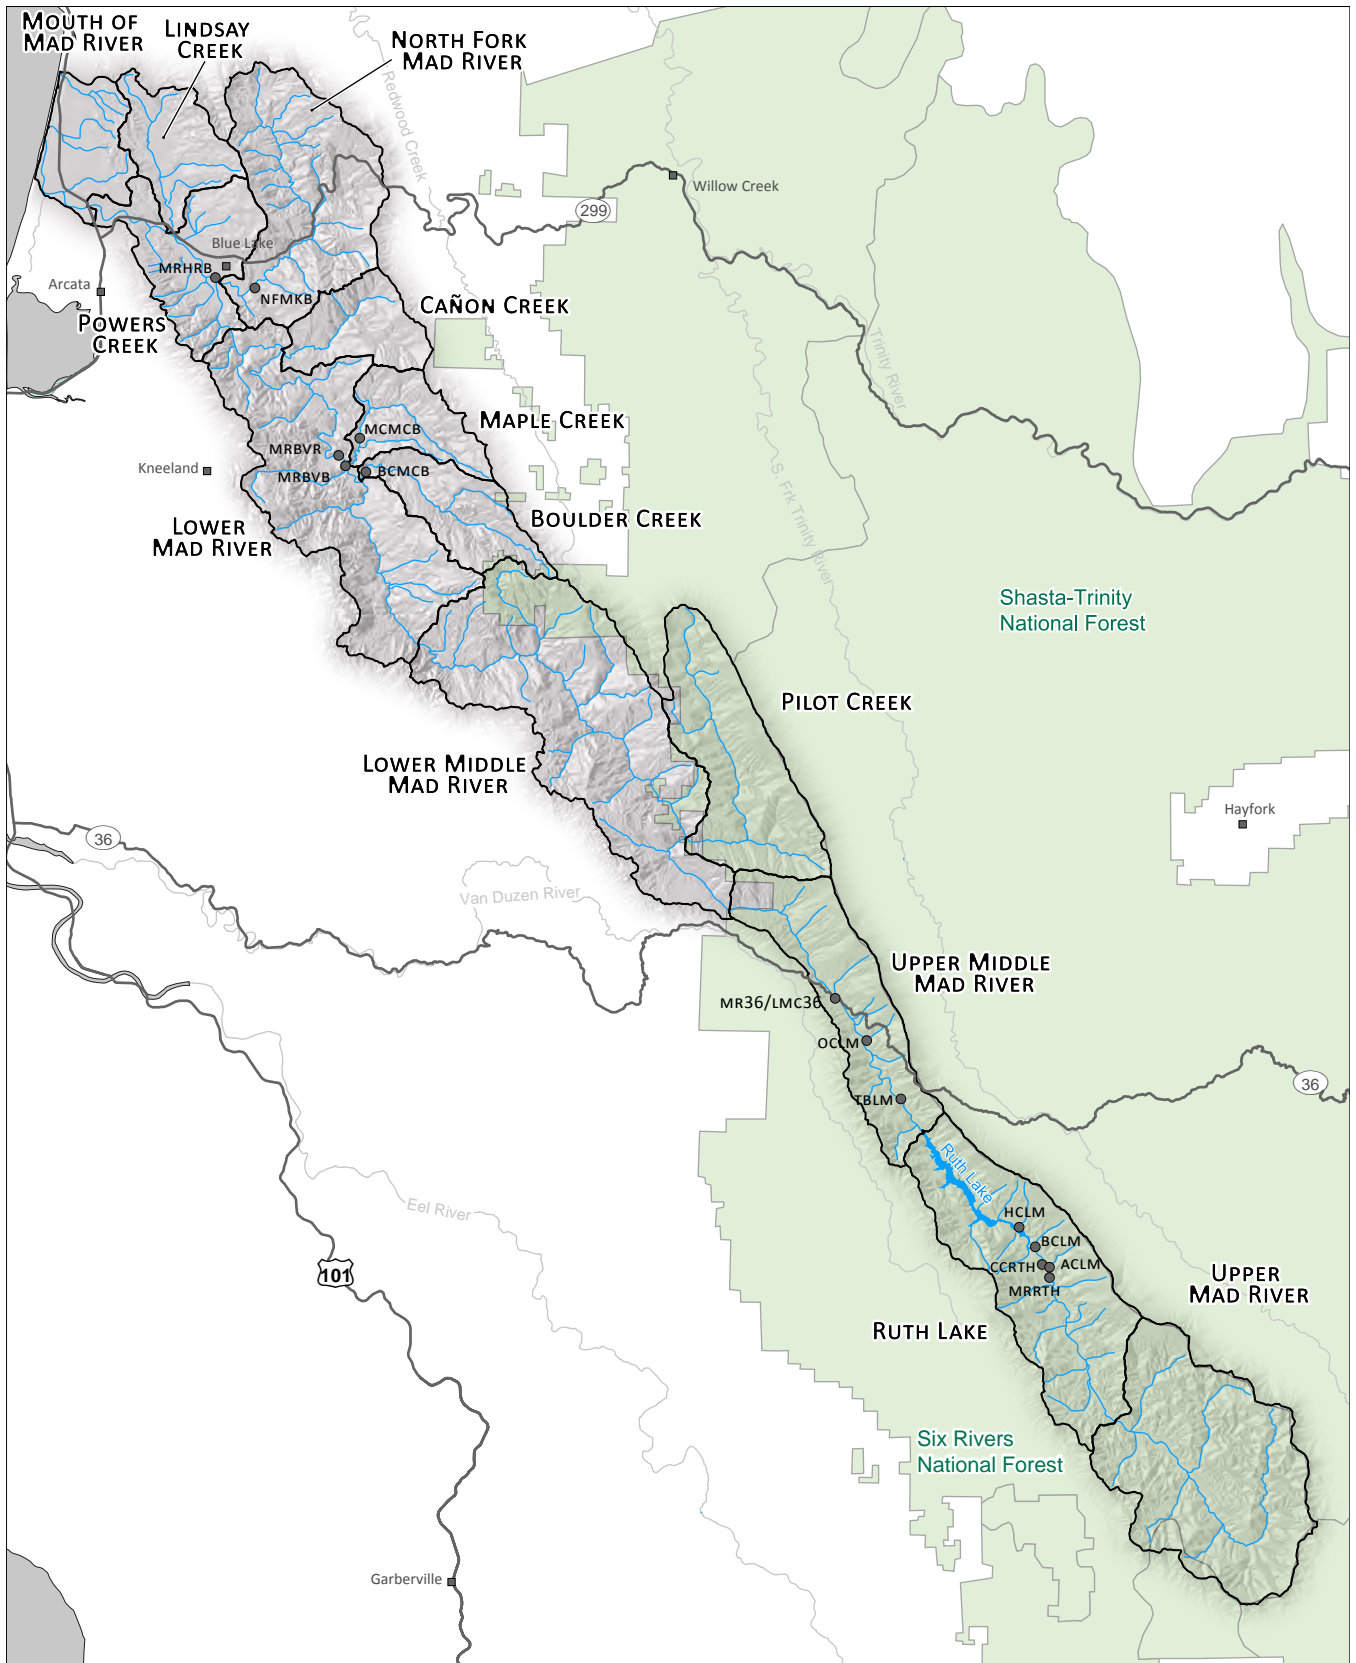 MOUTH OF
MAD RIVER
LINDSAY
CREEK
NORTH FORK
MAD RIVER
Redwood Creek
Willow Creek
299
Blue Lake
MRHRB
NFMKB
Arcata
POWERS
CREEK
CAÑON CREEK
Trinity River
MAPLE CREEK
MCMCB
MRBVR
MRBVB
BCMCB
Kneeland
S. Frk Trinity River
BOULDER CREEK
LOWER
MAD RIVER
Shasta-Trinity
National Forest
PILOT CREEK
LOWER MIDDLE
MAD RIVER
Hayfork
36
Van Duzen River
UPPER MIDDLE
MAD RIVER
MR36/LMC36
OCLM
36
TBLM
Ruth Lake
Eel River
HCLM
BCLM
CCRTH
ACLM
MRRTH
101
UPPER
MAD RIVER
RUTH LAKE
Six Rivers
National Forest
Garberville